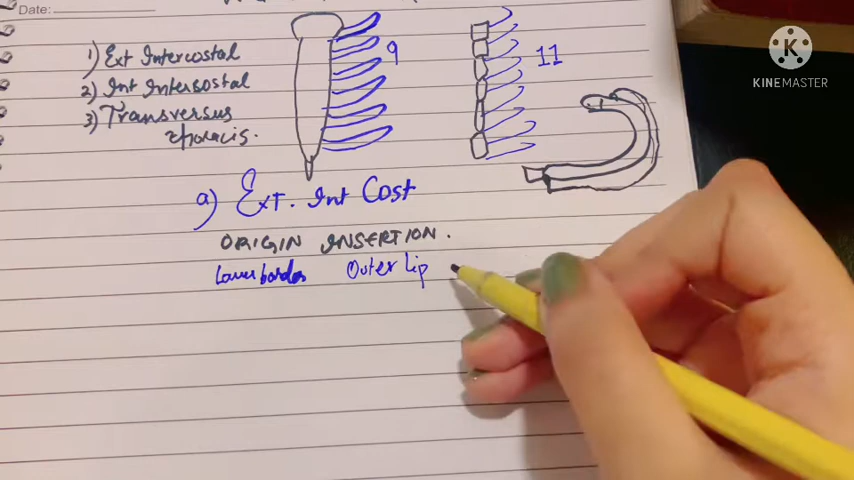 Date:
1) Ext Intercostal
2) Int Intersostal
3) Transversus
thoracis.
9
11
a) Ext. Int Cost
ORIGIN INSERTION.
Lower border Outer lip
K
KINEMASTER